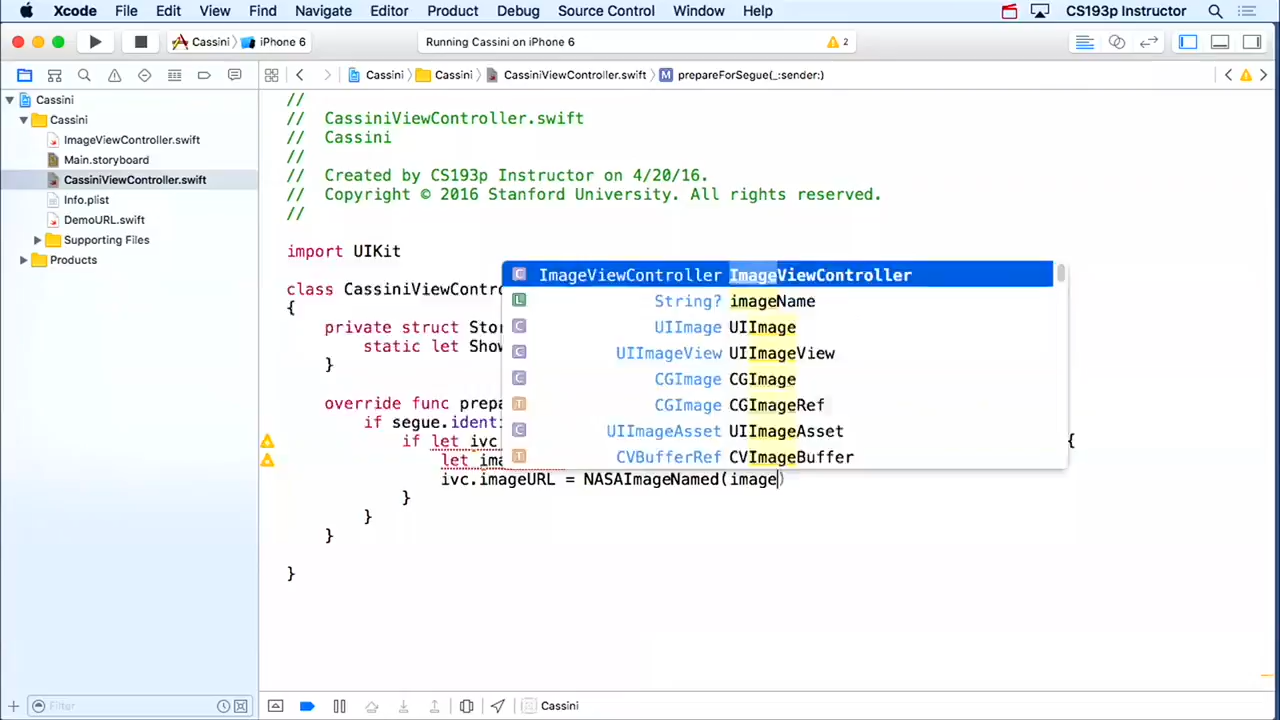 Xcode File Edit View Find Navigate Editor Product Debug Source Control Window Help CS193p Instructor
Cassini iPhone 6 Running Cassini on iPhone 6 2
Cassini Cassini CassiniViewController.swift M prepareForSegue(_:sender:)
Cassini
Cassini
ImageViewController.swift
Main.storyboard
CassiniViewController.swift
Info.plist
DemoURL.swift
Supporting Files
Products
//
// CassiniViewController.swift
// Cassini
//
// Created by CS193p Instructor on 4/20/16.
// Copyright © 2016 Stanford University. All rights reserved.
//
import UIKit
class CassiniViewContro
{
private struct Stor
static let Show
}
override func prepa
if segue.identi
if let ivc {
let ima
ivc.imageURL = NASAImageNamed(image)
}
}
}
}
C ImageViewController ImageViewController
L String? imageName
C UIImage UIImage
C UIImageView UIImageView
C CGImage CGImage
T CGImage CGImageRef
C UIImageAsset UIImageAsset
T CVBufferRef CVImageBuffer
Filter
Cassini